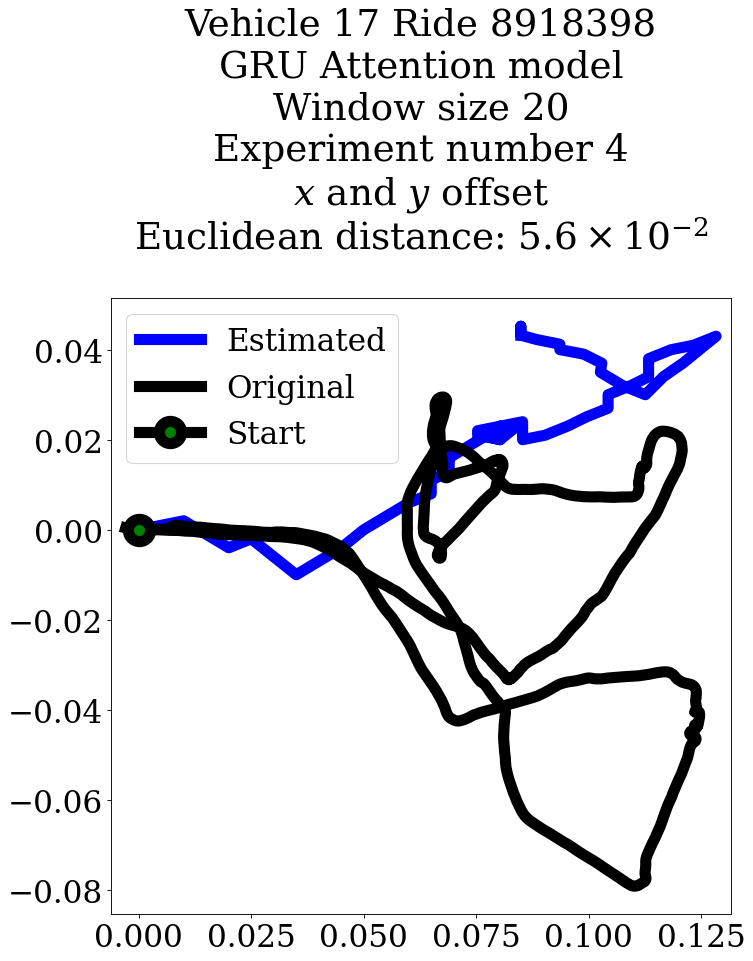 Vehicle 17 Ride 8918398
GRU Attention model
Window size 20
Experiment number 4
x and y offset
Euclidean distance: 5.6 × 10⁻²
Estimated
Original
Start
0.04
0.02
0.00
−0.02
−0.04
−0.06
−0.08
0.000 0.025 0.050 0.075 0.100 0.125